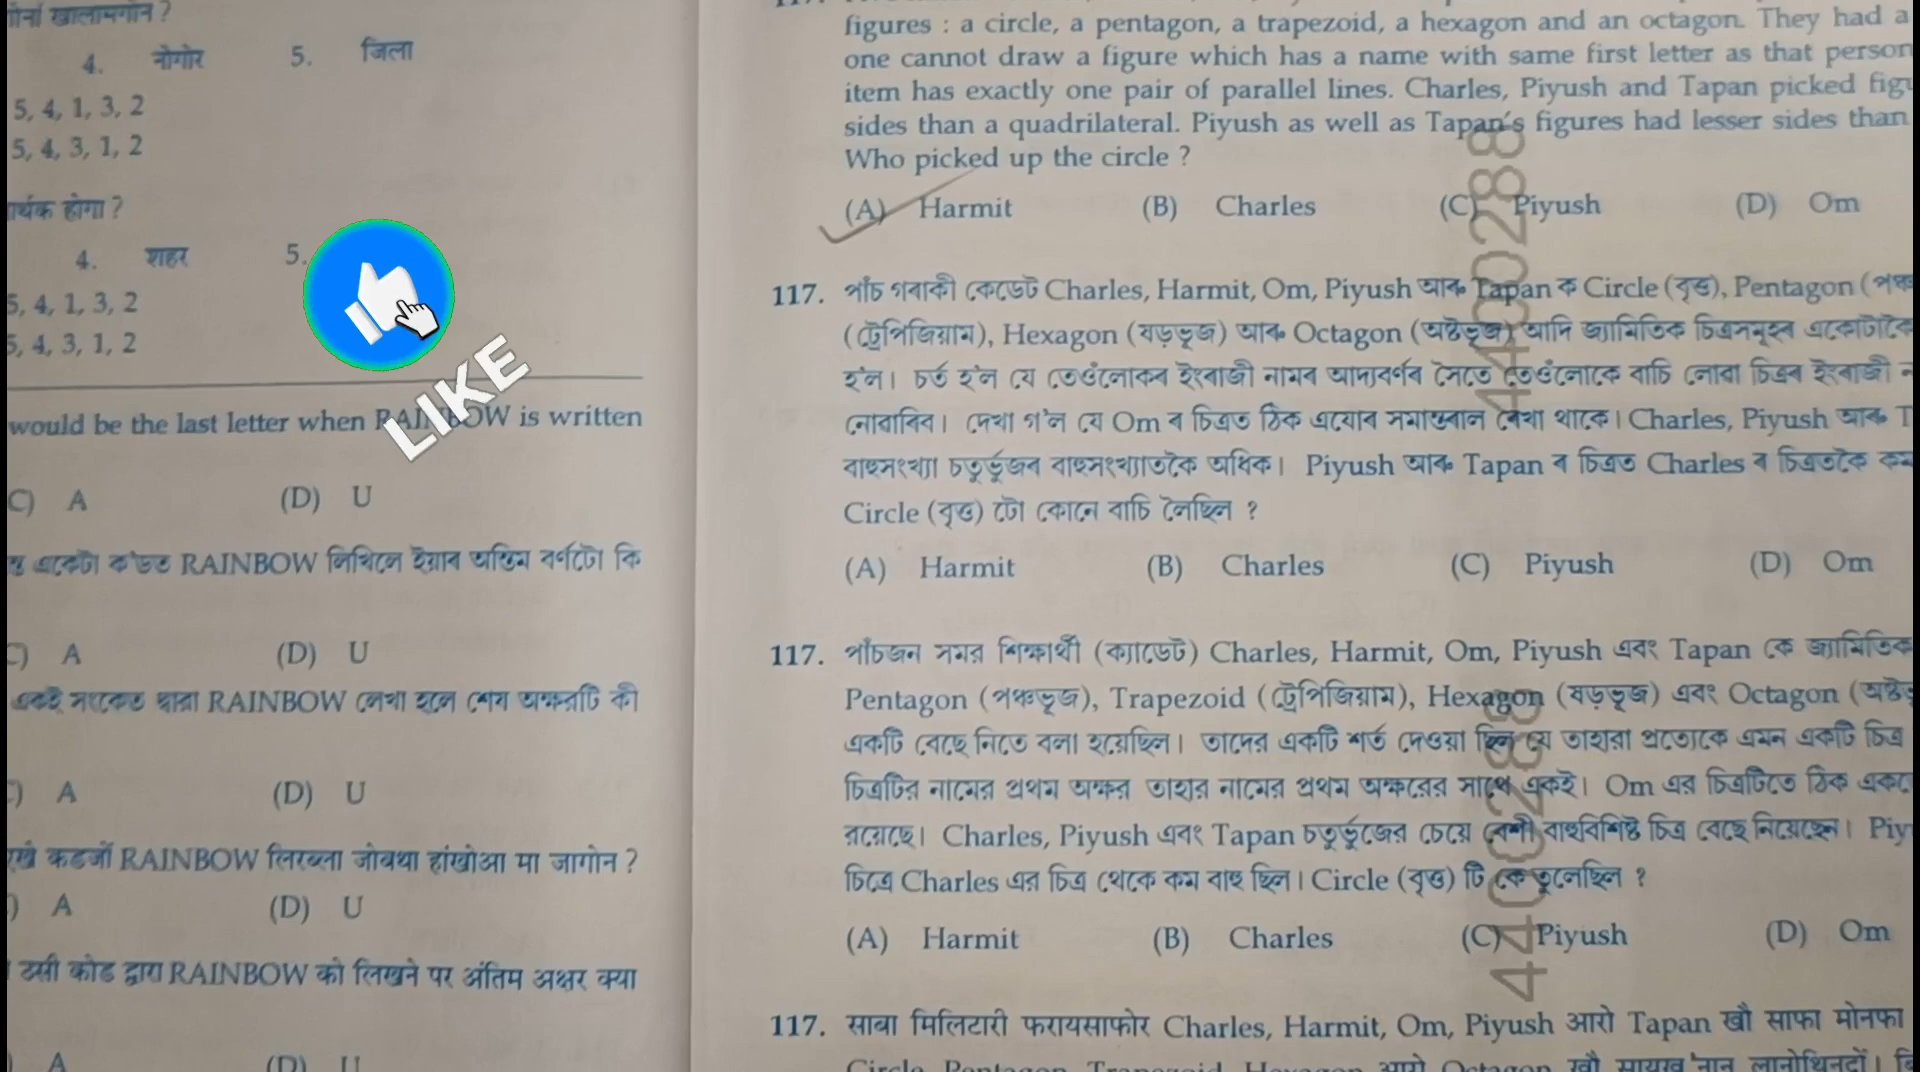 खालामगोन ?
4. नोगोर 5. जिला
5, 4, 1, 3, 2
5, 4, 3, 1, 2
होगा ?
4. शहर 5.
5, 4, 1, 3, 2
5, 4, 3, 1, 2
LIKE
would be the last letter when RAINBOW is written
C) A (D) U
RAINBOW লিখিলে ইয়াৰ অন্তিম বৰ্ণটো কি
C) A (D) U
একই সংকেত দ্বারা RAINBOW লেখা হলে শেষ অক্ষরটি কী
) A (D) U
RAINBOW लिरब्ला जोबथा हांखोआ मा जागोन ?
) A (D) U
उसी कोड द्वारा RAINBOW को लिखने पर अंतिम अक्षर क्या
) A (D) U
figures : a circle, a pentagon, a trapezoid, a hexagon and an octagon. They had a
one cannot draw a figure which has a name with same first letter as that person
item has exactly one pair of parallel lines. Charles, Piyush and Tapan picked
sides than a quadrilateral. Piyush as well as Tapan's figures had lesser sides than
Who picked up the circle ?
(A) Harmit (B) Charles (C) Piyush (D) Om
117. পাঁচ গৰাকী কেডেট Charles, Harmit, Om, Piyush আৰু Tapan ক Circle (বৃত্ত), Pentagon
(ট্ৰেপিজিয়াম), Hexagon (ষড়ভূজ) আৰু Octagon (অষ্টভূজ) আদি জ্যামিতিক চিত্ৰসমূহৰ
হ'ল। চৰ্ত হ'ল যে তেওঁলোকৰ ইংৰাজী নামৰ আদ্যবৰ্ণৰ সৈতে তেওঁলোকে বাচি লোৱা চিত্ৰৰ ইংৰাজী
নোৱাৰিব। দেখা গ'ল যে Om ৰ চিত্ৰত ঠিক এযোৰ সমান্তৰাল ৰেখা থাকে। Charles, Piyush আৰু T
বাহুসংখ্যা চতুৰ্ভূজৰ বাহুসংখ্যাতকৈ অধিক। Piyush আৰু Tapan ৰ চিত্ৰত Charles ৰ চিত্ৰতকৈ কম
Circle (বৃত্ত) টো কোনে বাচি লৈছিল ?
(A) Harmit (B) Charles (C) Piyush (D) Om
117. পাঁচজন সমর শিক্ষার্থী (ক্যাডেট) Charles, Harmit, Om, Piyush এবং Tapan কে জ্যামিতিক
Pentagon (পঞ্চভূজ), Trapezoid (ট্রেপিজিয়াম), Hexagon (ষড়ভূজ) এবং Octagon
একটি বেছে নিতে বলা হয়েছিল। তাদের একটি শর্ত দেওয়া ছিল যে তাহারা প্রত্যেকে এমন একটি চিত্র
চিত্রটির নামের প্রথম অক্ষর তাহার নামের প্রথম অক্ষরের সাথে একই। Om এর চিত্রটিতে ঠিক
রয়েছে। Charles, Piyush এবং Tapan চতুর্ভুজের চেয়ে বেশী বাহুবিশিষ্ট চিত্র বেছে নিয়েছেন। Piy
চিত্রে Charles এর চিত্র থেকে কম বাহু ছিল। Circle (বৃত্ত) টি কে তুলেছিল ?
(A) Harmit (B) Charles (C) Piyush (D) Om
117. साबा मिलिटारी फरायसाफोर Charles, Harmit, Om, Piyush आरो Tapan खौ साफा मोनफा
4400288
4400288